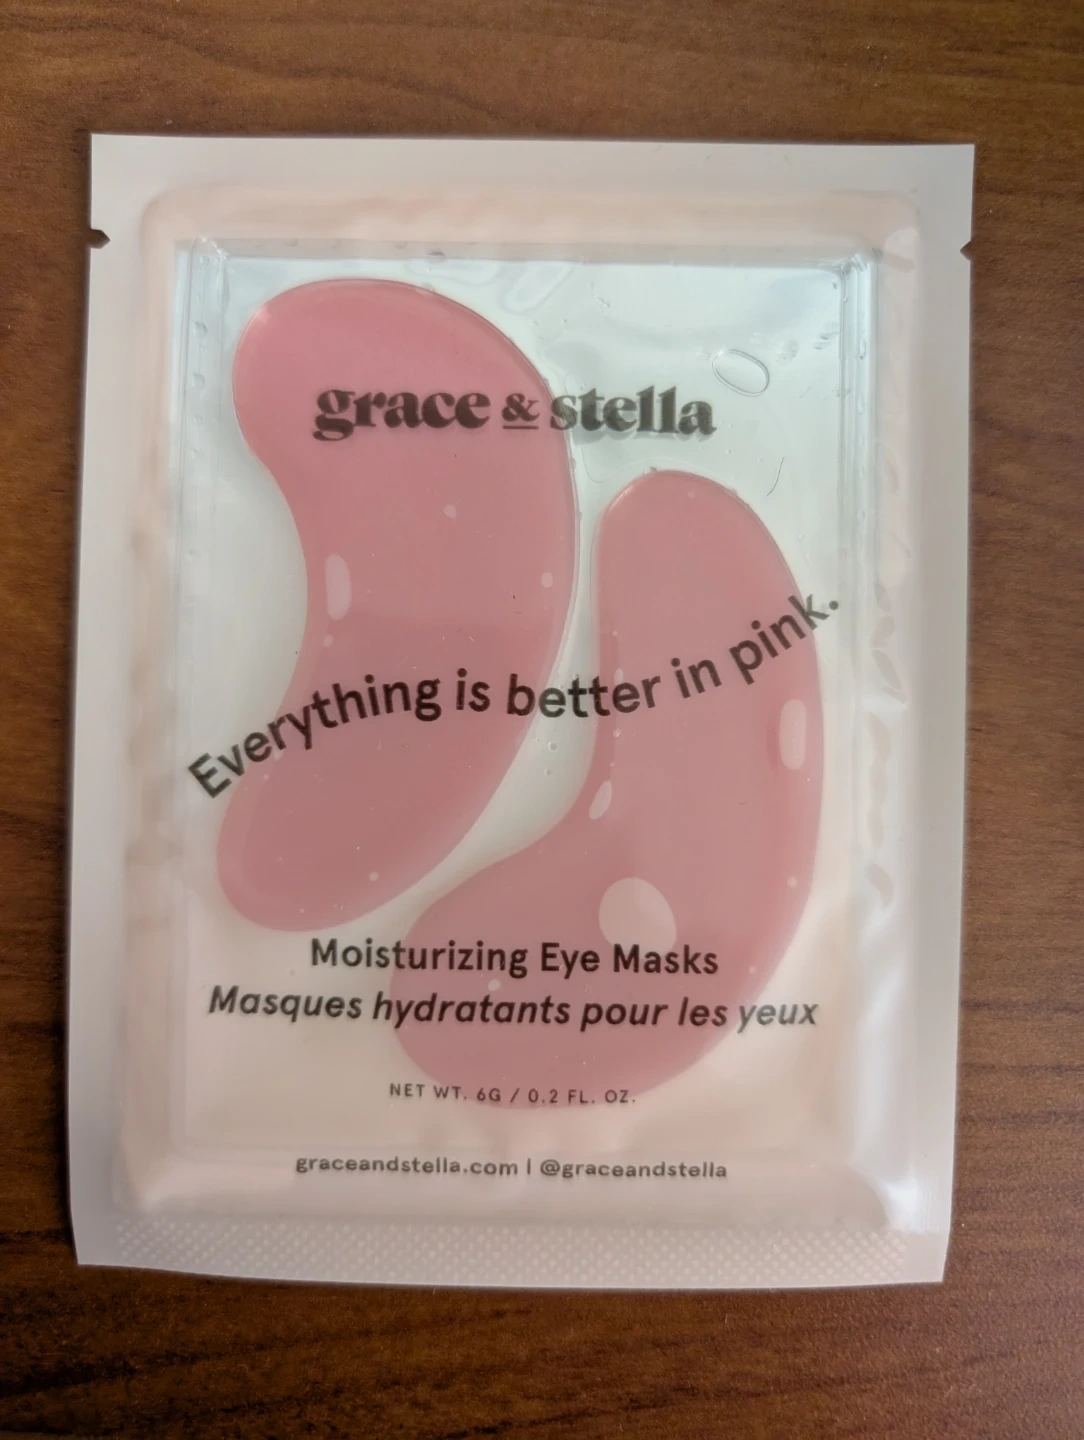 grace & stella
Everything is better in pink.
Moisturizing Eye Masks
Masques hydratants pour les yeux
NET WT. 6G / 0.2 FL. OZ.
graceandstella.com | @graceandstella